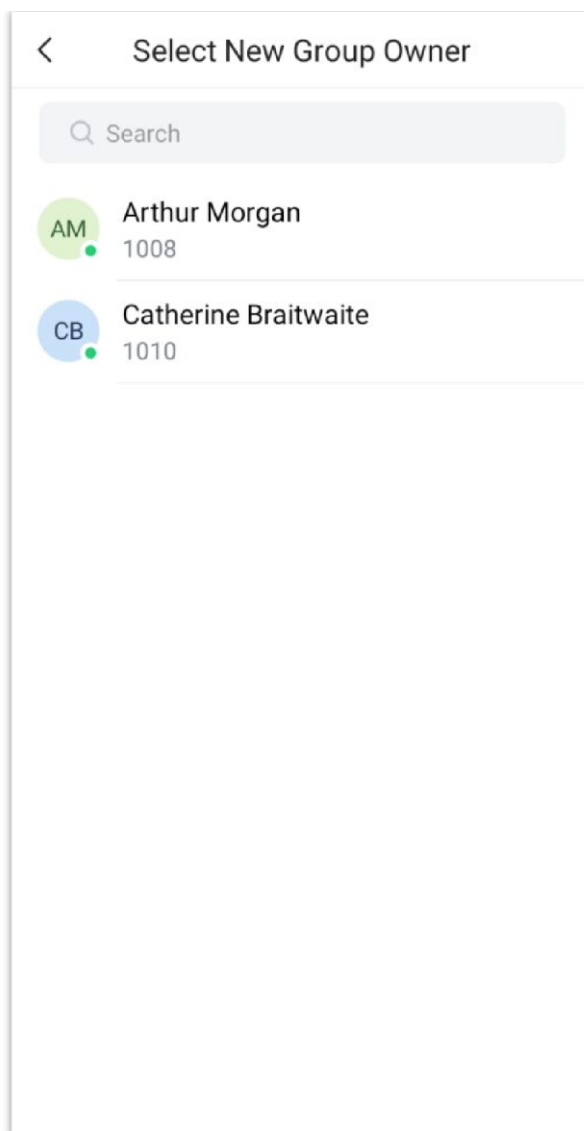 Select New Group Owner
Search
AM
Arthur Morgan
1008
CB
Catherine Braitwaite
1010